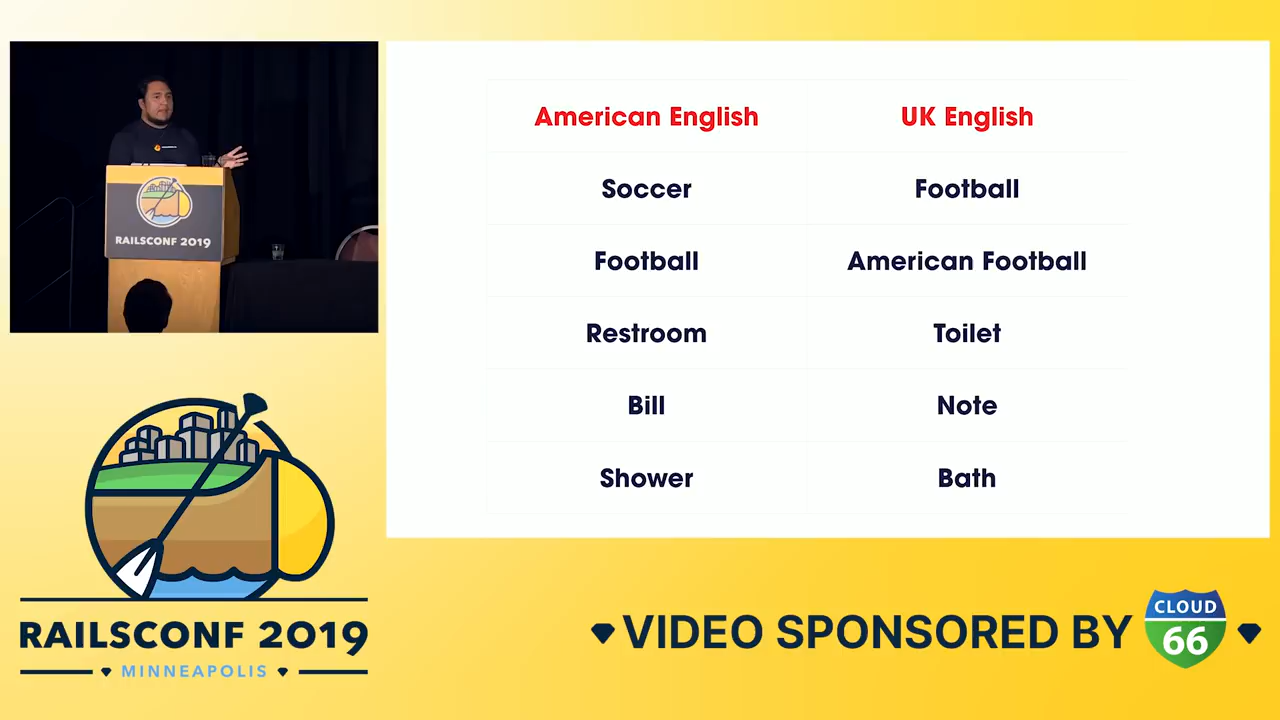 American English UK English
Soccer Football
Football American Football
Restroom Toilet
Bill Note
Shower Bath
RAILSCONF 2019
RAILSCONF 2019
MINNEAPOLIS
VIDEO SPONSORED BY CLOUD 66